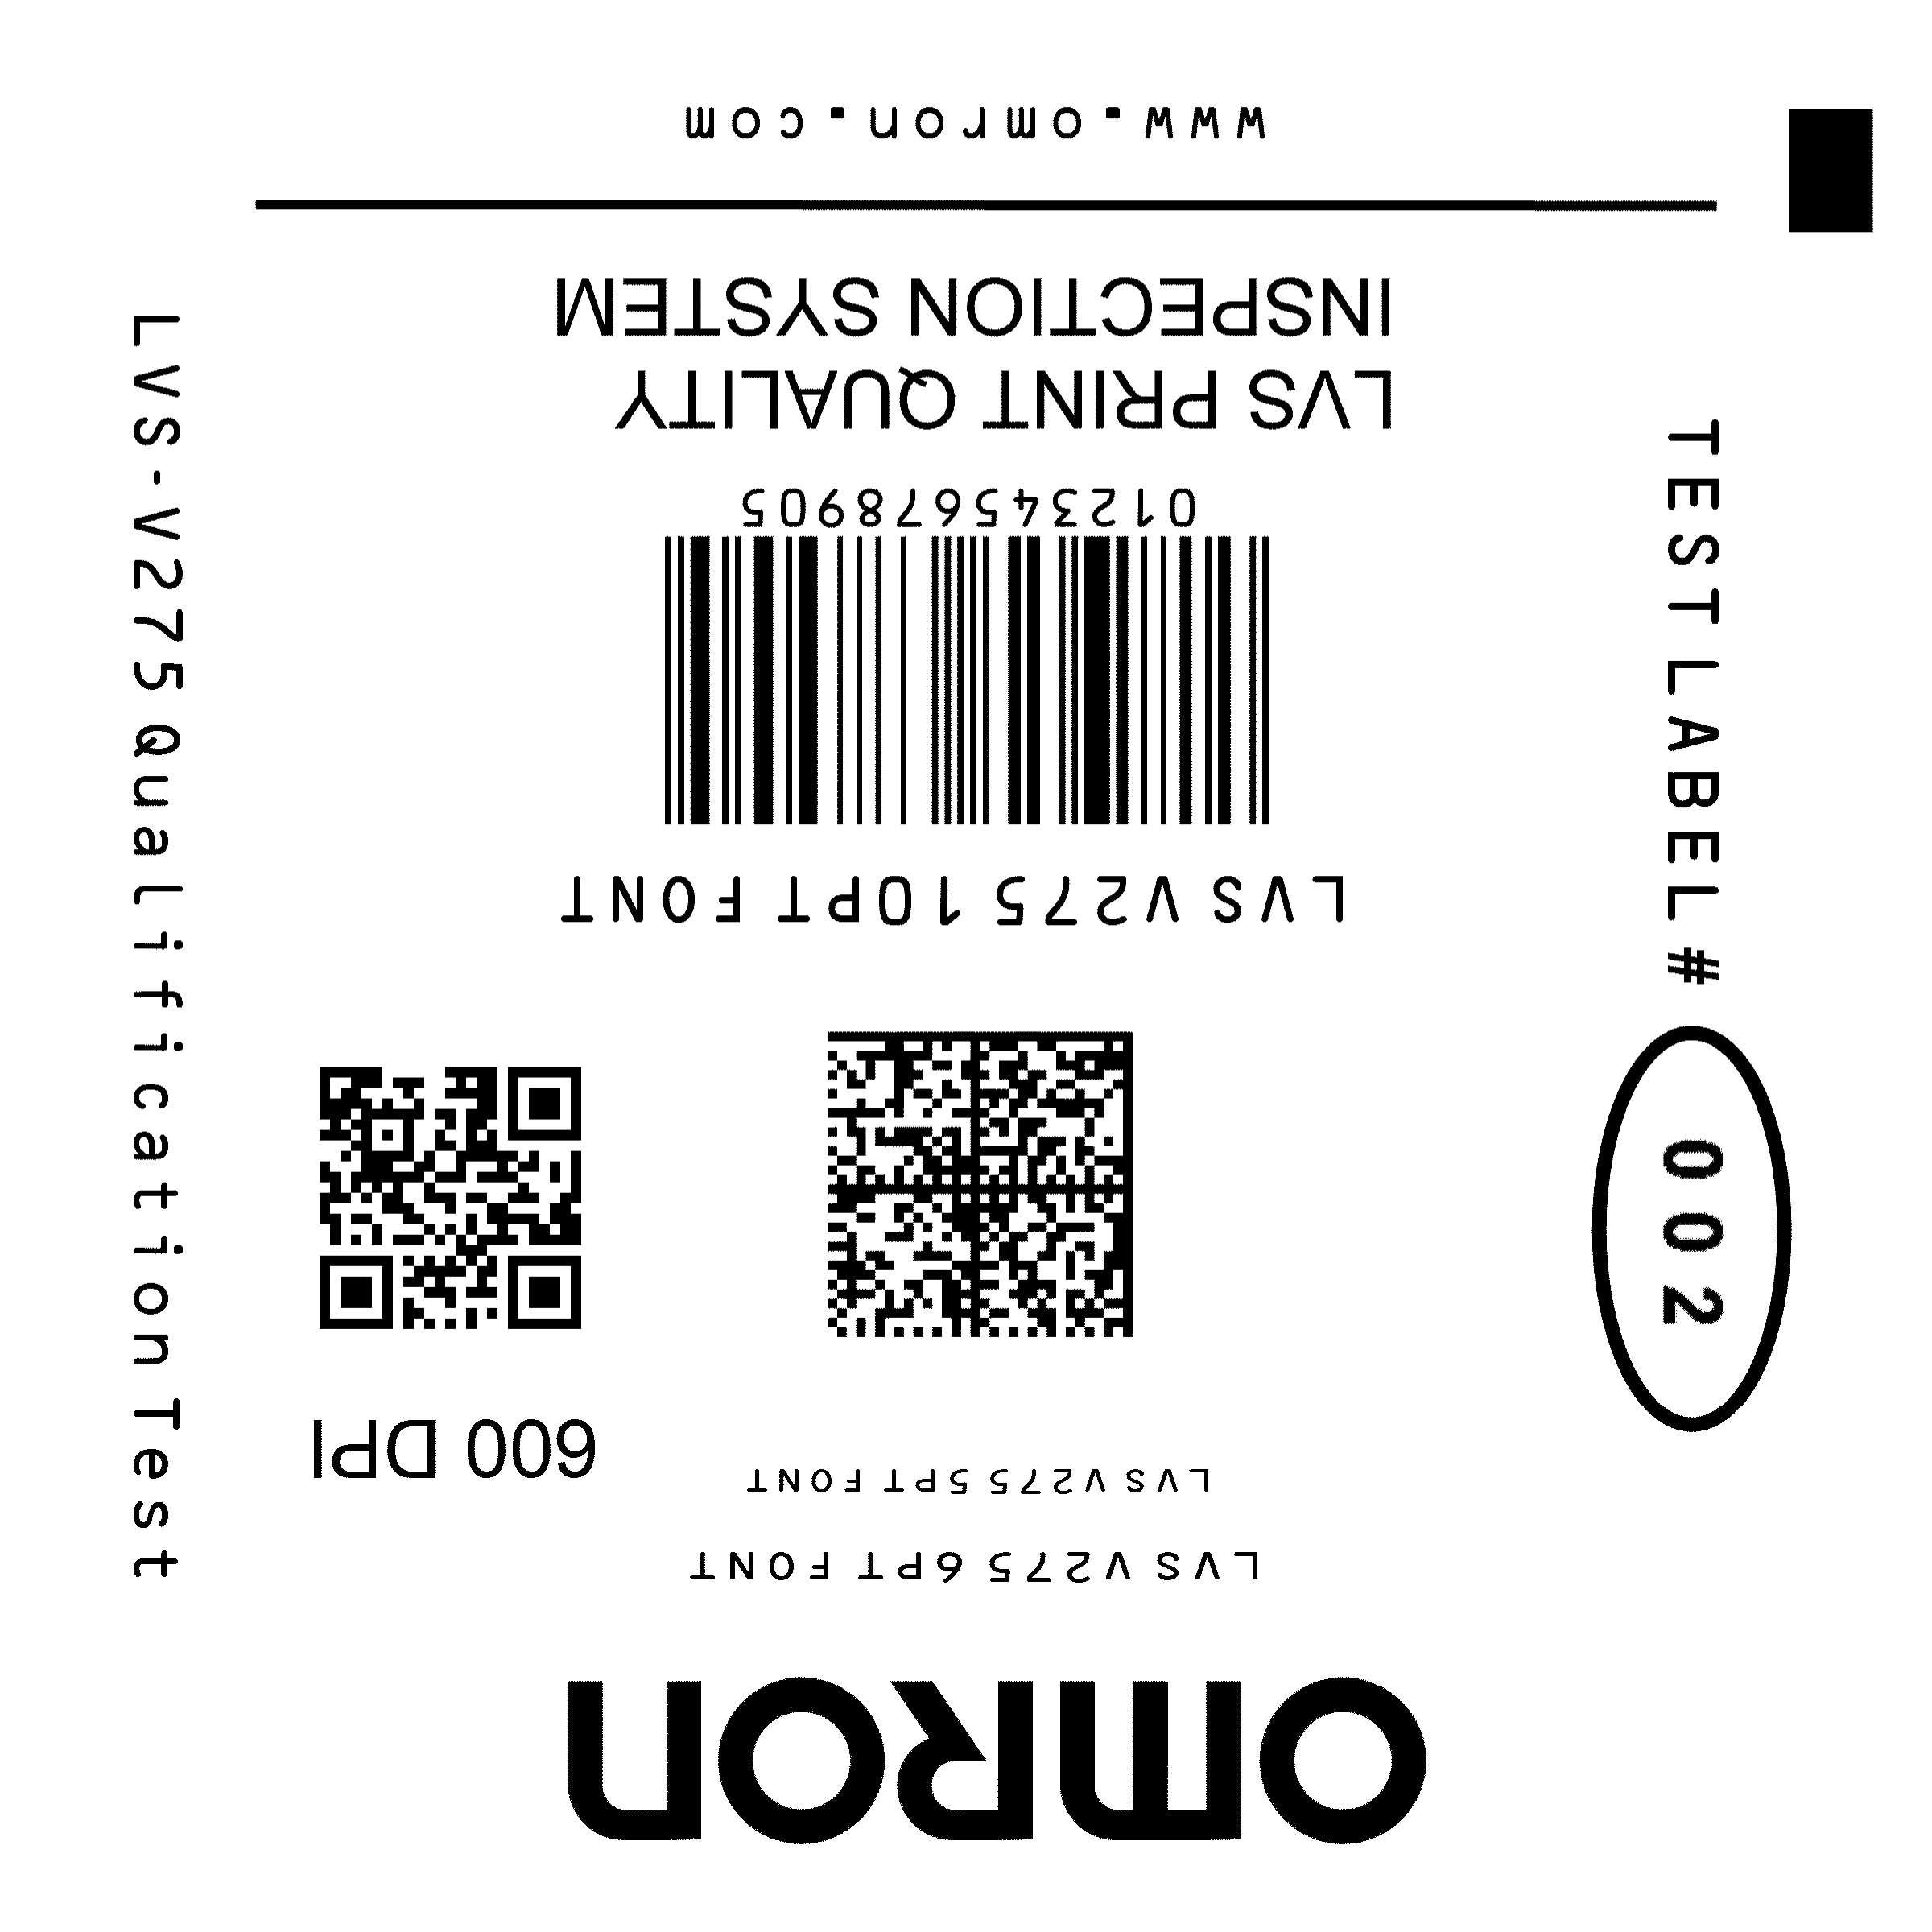 OMRON
LVS V275 6PT FONT
LVS V275 5PT FONT
600 DPI
LVS V275 10PT FONT
012345678905
LVS PRINT QUALITY
INSPECTION SYSTEM
www.omron.com
TEST LABEL #
002
LVS-V275 Qualification Test